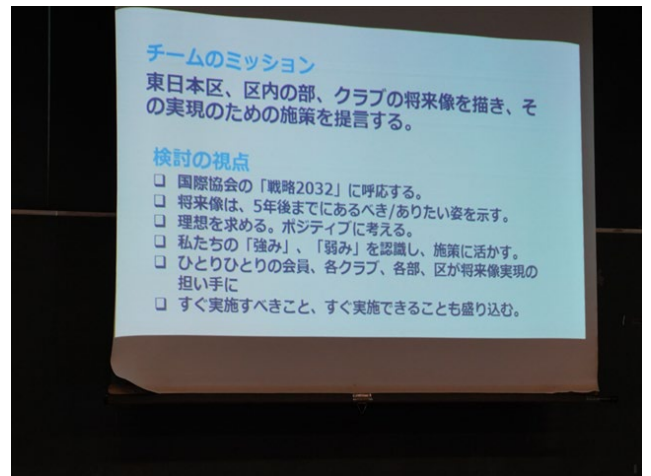 チームのミッション
東日本区、区内の部、クラブの将来像を描き、そ
の実現のための施策を提言する。
検討の視点
❑ 国際協会の「戦略2032」に呼応する。
❑ 将来像は、5年後までにあるべき/ありたい姿を示す。
❑ 理想を求める。ポジティブに考える。
❑ 私たちの「強み」、「弱み」を認識し、施策に活かす。
❑ ひとりひとりの会員、各クラブ、各部、区が将来像実現の
担い手に
❑ すぐ実施すべきこと、すぐ実施できることも盛り込む。